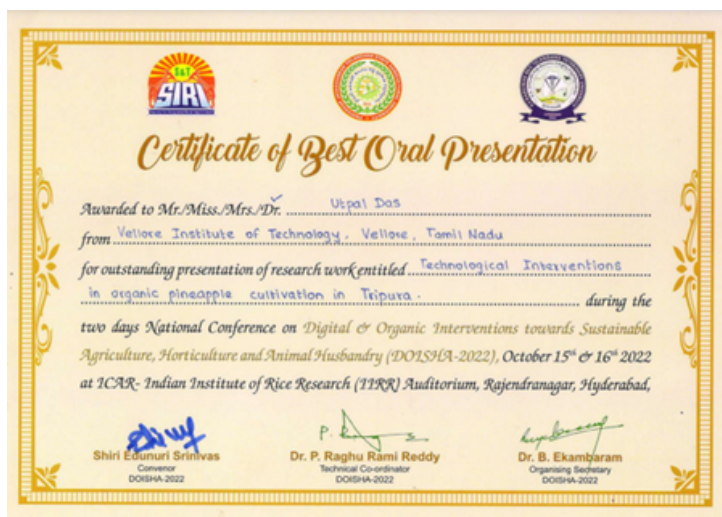 S&T
SIRI
Certificate of Best Oral Presentation
Awarded to Mr./Miss./Mrs./Dr. Utpal Das
from Vellore Institute of Technology, Vellore, Tamil Nadu
for outstanding presentation of research work entitled Technological Interventions
in organic pineapple cultivation in Tripura. during the
two days National Conference on Digital & Organic Interventions towards Sustainable
Agriculture, Horticulture and Animal Husbandry (DOISHA-2022), October 15th & 16th 2022
at ICAR- Indian Institute of Rice Research (IIRR) Auditorium, Rajendranagar, Hyderabad,
Shiri Edunuri Srinivas
Convenor
DOISHA-2022
Dr. P. Raghu Rami Reddy
Technical Co-ordinator
DOISHA-2022
Dr. B. Ekambaram
Organising Secretary
DOISHA-2022